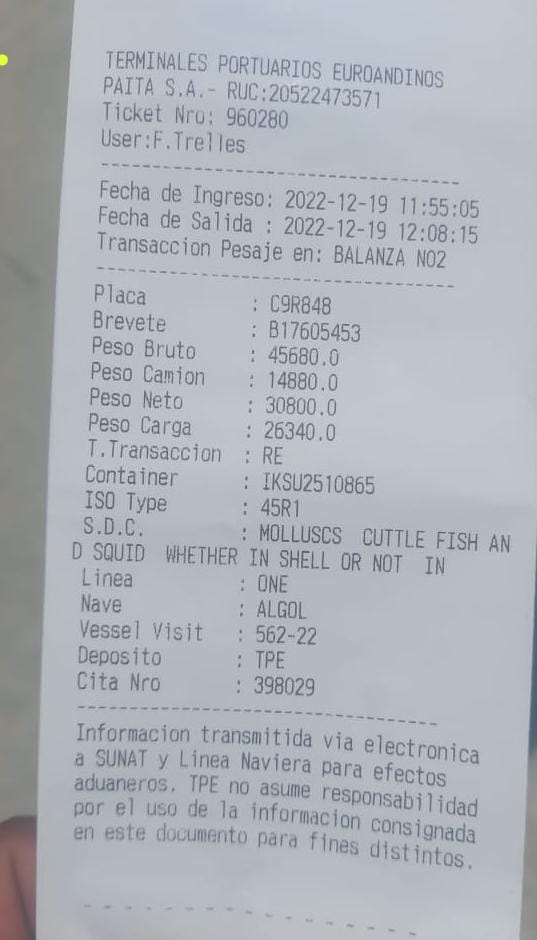 TERMINALES PORTUARIOS EUROANDINOS
PAITA S.A.- RUC:20522473571
Ticket Nro: 960280
User:F.Trelles
Fecha de Ingreso: 2022-12-19 11:55:05
Fecha de Salida : 2022-12-19 12:08:15
Transaccion Pesaje en: BALANZA NO2
Placa : C9R848
Brevete : B17605453
Peso Bruto : 45680.0
Peso Camion : 14880.0
Peso Neto : 30800.0
Peso Carga : 26340.0
T.Transaccion : RE
Container : IKSU2510865
ISO Type : 45R1
S.D.C. : MOLLUSCS CUTTLE FISH AN
D SQUID WHETHER IN SHELL OR NOT IN
Linea : ONE
Nave : ALGOL
Vessel Visit : 562-22
Deposito : TPE
Cita Nro : 398029
Informacion transmitida via electronica
a SUNAT y Linea Naviera para efectos
aduaneros. TPE no asume responsabilidad
por el uso de la informacion consignada
en este documento para fines distintos.